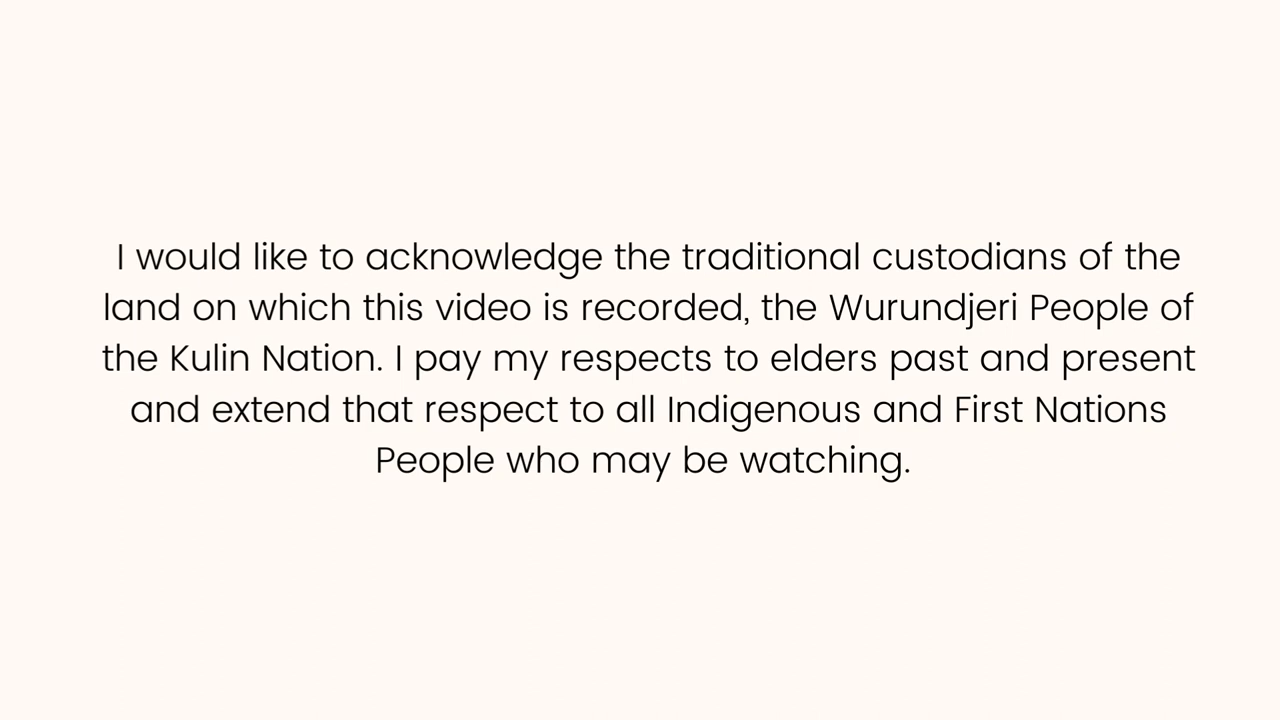 I would like to acknowledge the traditional custodians of the
land on which this video is recorded, the Wurundjeri People of
the Kulin Nation. I pay my respects to elders past and present
and extend that respect to all Indigenous and First Nations
People who may be watching.